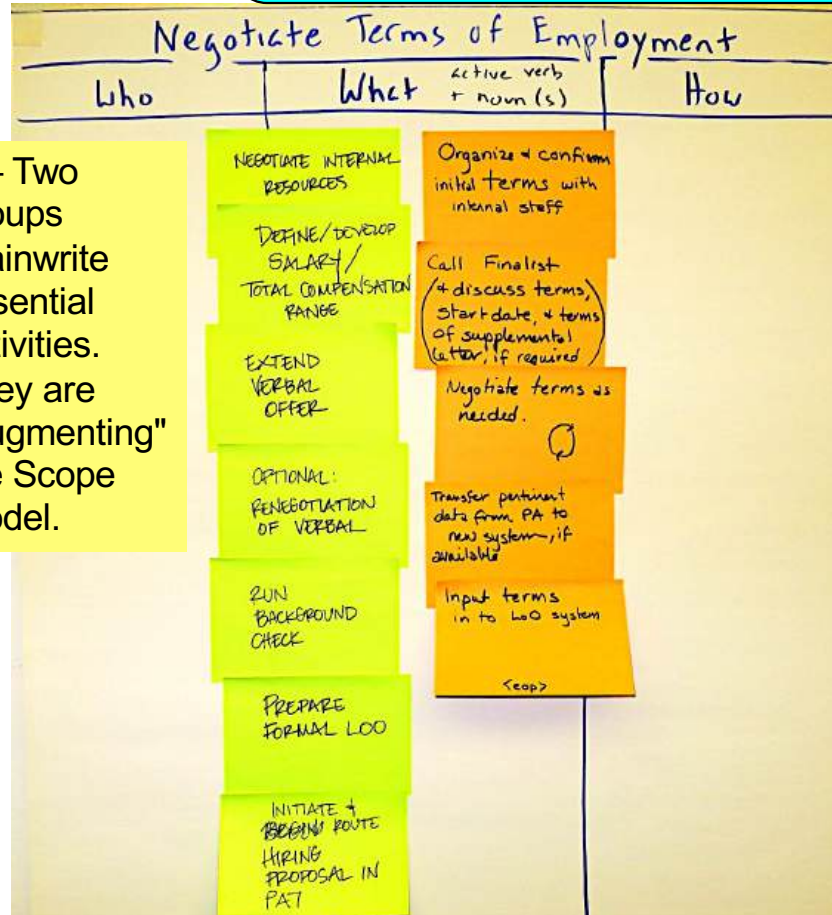 Negotiate Terms of Employment
Who
What
active verb
+ noun(s)
How
Two
ups
ainwrite
sential
ivities.
ey are
ugmenting"
e Scope
odel.
NEGOTIATE INTERNAL
RESOURCES
DEFINE/DEVELOP
SALARY/
TOTAL COMPENSATION
RANGE
EXTEND
VERBAL
OFFER
OPTIONAL:
RENEGOTIATION
OF VERBAL
RUN
BACKGROUND
CHECK
PREPARE
FORMAL LOO
INITIATE +
ROUTE
HIRING
PROPOSAL IN
PA7
Organize & confirm
initial terms with
internal staff
Call Finalist
(& discuss terms,
start date, & terms
of supplemental
letter, if required)
Negotiate terms as
needed.
Transfer pertinent
data from PA to
new system, if
available
Input terms
in to LoO system
<eop>